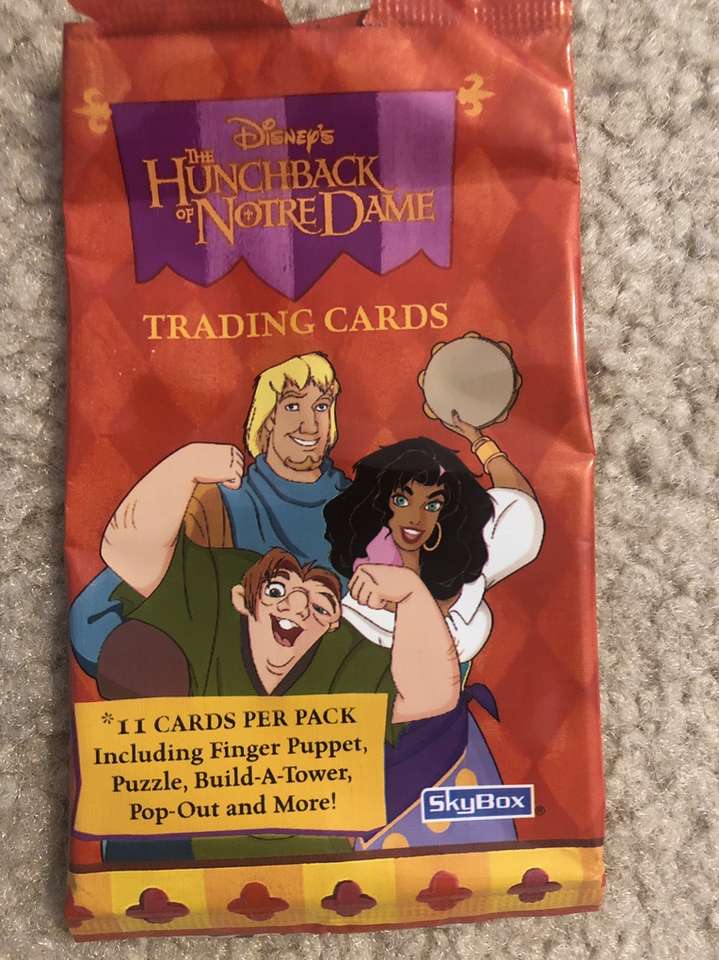 Disney's
THE
HUNCHBACK
OF NOTRE DAME
TRADING CARDS
*11 CARDS PER PACK
Including Finger Puppet,
Puzzle, Build-A-Tower,
Pop-Out and More!
SkyBox ®